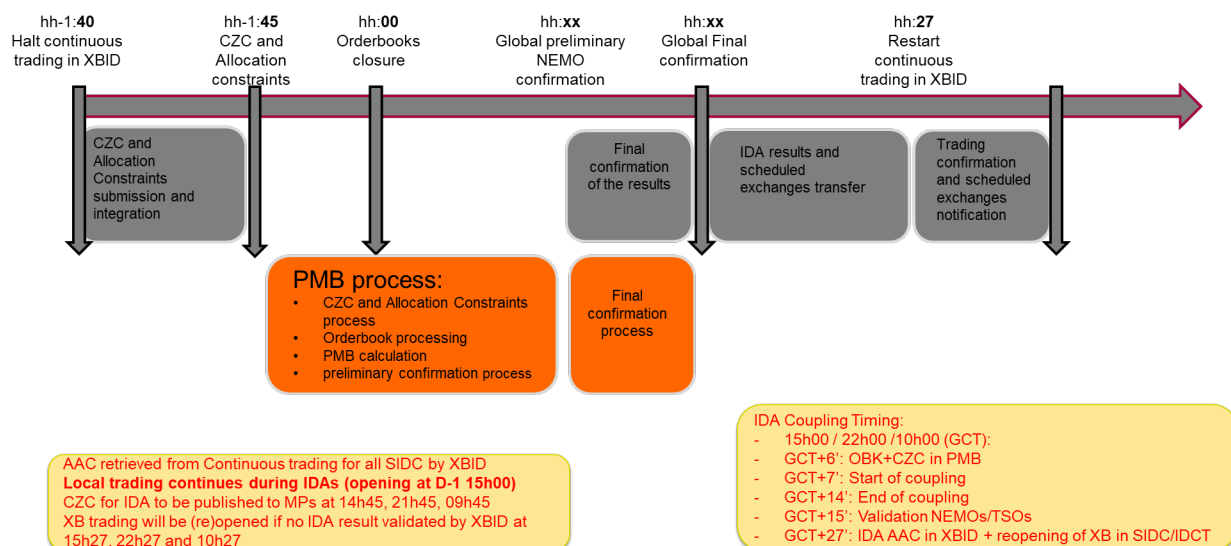 hh-1:40
Halt continuous
trading in XBID
hh-1:45
CZC and
Allocation
constraints
hh:00
Orderbooks
closure
hh:xx
Global preliminary
NEMO
confirmation
hh:xx
Global Final
confirmation
hh:27
Restart
continuous
trading in XBID
CZC and
Allocation
Constraints
submission and
integration
Final
confirmation
of the results
IDA results and
scheduled
exchanges transfer
Trading
confirmation
and scheduled
exchanges
notification
PMB process:
• CZC and Allocation Constraints
process
• Orderbook processing
• PMB calculation
• preliminary confirmation process
Final
confirmation
process
AAC retrieved from Continuous trading for all SIDC by XBID
Local trading continues during IDAs (opening at D-1 15h00)
CZC for IDA to be published to MPs at 14h45, 21h45, 09h45
XB trading will be (re)opened if no IDA result validated by XBID at
15h27, 22h27 and 10h27
IDA Coupling Timing:
- 15h00 / 22h00 /10h00 (GCT):
- GCT+6’: OBK+CZC in PMB
- GCT+7’: Start of coupling
- GCT+14’: End of coupling
- GCT+15’: Validation NEMOs/TSOs
- GCT+27’: IDA AAC in XBID + reopening of XB in SIDC/IDCT